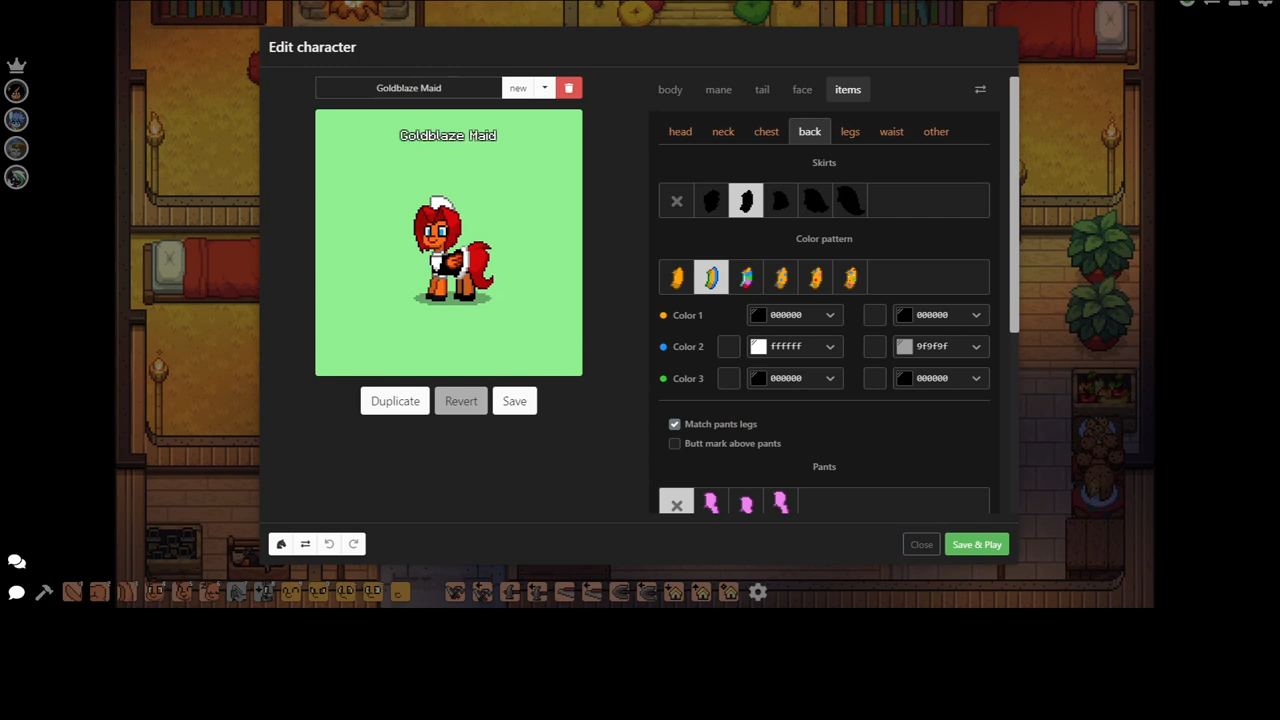 Edit character
Goldblaze Maid
new
Goldblaze Maid
Duplicate
Revert
Save
body
mane
tail
face
items
head
neck
chest
back
legs
waist
other
Skirts
Color pattern
Color 1
000000
000000
Color 2
ffffff
9f9f9f
Color 3
000000
000000
Match pants legs
Butt mark above pants
Pants
Close
Save & Play